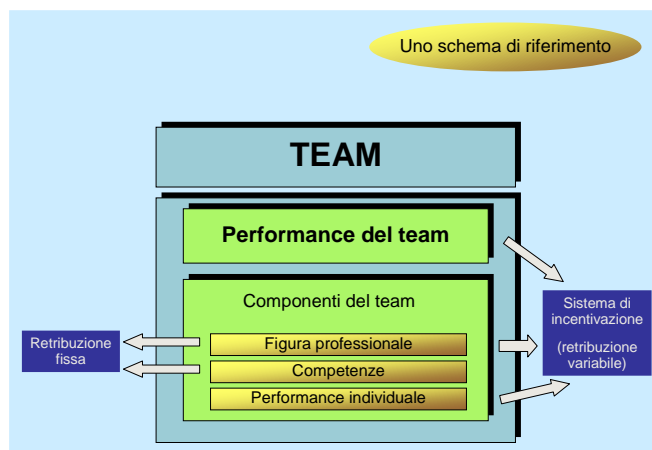 Uno schema di riferimento
TEAM
Performance del team
Componenti del team
Figura professionale
Competenze
Performance individuale
Retribuzione
fissa
Sistema di
incentivazione
(retribuzione
variabile)